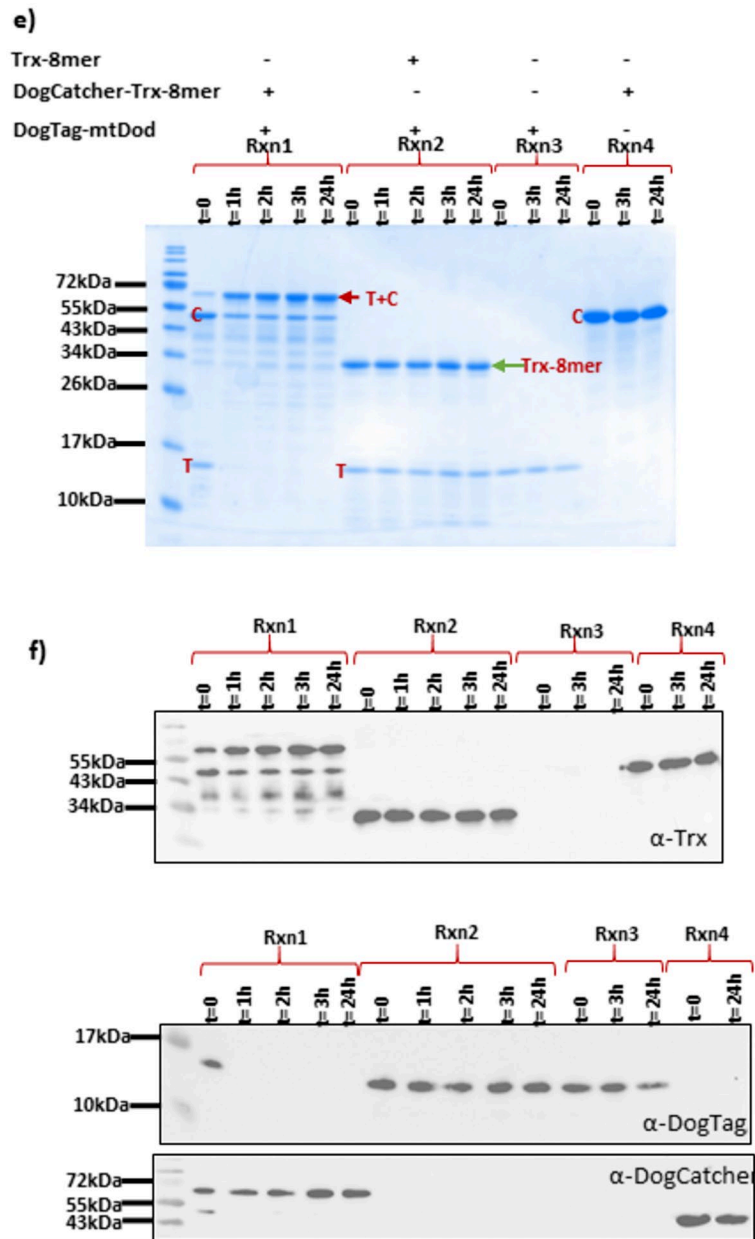 e)
Trx-8mer - + - -
DogCatcher-Trx-8mer + - - +
DogTag-mtDod + + + -
Rxn1 Rxn2 Rxn3 Rxn4
t=0 t=1h t=2h t=3h t=24h t=0 t=1h t=2h t=3h t=24h t=0 t=3h t=24h t=0 t=3h t=24h
72kDa
55kDa
43kDa
34kDa
26kDa
17kDa
10kDa
C
T+C
C
Trx-8mer
T
T
f)
Rxn1 Rxn2 Rxn3 Rxn4
t=0 t=1h t=2h t=3h t=24h t=0 t=1h t=2h t=3h t=24h t=0 t=3h t=24h t=0 t=3h t=24h
55kDa
43kDa
34kDa
α-Trx
Rxn1 Rxn2 Rxn3 Rxn4
t=0 t=1h t=2h t=3h t=24h t=0 t=1h t=2h t=3h t=24h t=0 t=3h t=24h t=0 t=24h
17kDa
10kDa
α-DogTag
α-DogCatcher
72kDa
55kDa
43kDa